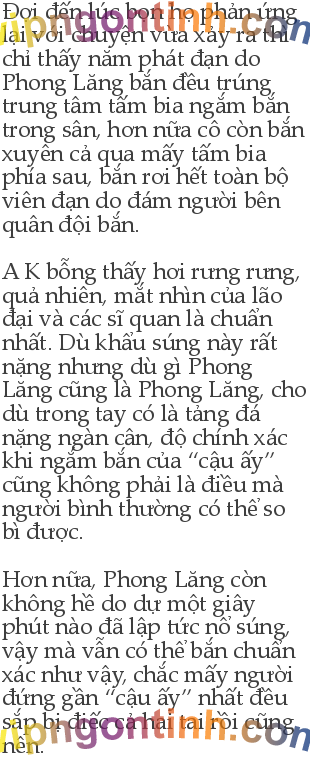 Đợi đến lúc bọn họ phản ứng
lại với chuyện vừa xảy ra thì
chỉ thấy năm phát đạn do
Phong Lăng bắn đều trúng
trung tâm tấm bia ngắm bắn
trong sân, hơn nữa cô còn bắn
xuyên cả qua mấy tấm bia
phía sau, bắn rơi hết toàn bộ
viên đạn do đám người bên
quân đội bắn.
A K bỗng thấy hơi rưng rưng,
quả nhiên, mắt nhìn của lão
đại và các sĩ quan là chuẩn
nhất. Dù khẩu súng này rất
nặng nhưng dù gì Phong
Lăng cũng là Phong Lăng, cho
dù trong tay có là tảng đá
nặng ngàn cân, độ chính xác
khi ngắm bắn của “cậu ấy”
cũng không phải là điều mà
người bình thường có thể so
bì được.
Hơn nữa, Phong Lăng còn
không hề do dự một giây
phút nào đã lập tức nổ súng,
vậy mà vẫn có thể bắn chuẩn
xác như vậy, chắc mấy người
đứng gần “cậu ấy” nhất đều
sắp bị điếc cả hai tai rồi cũng
nên.
vipngontinh.com
vipngontinh.com